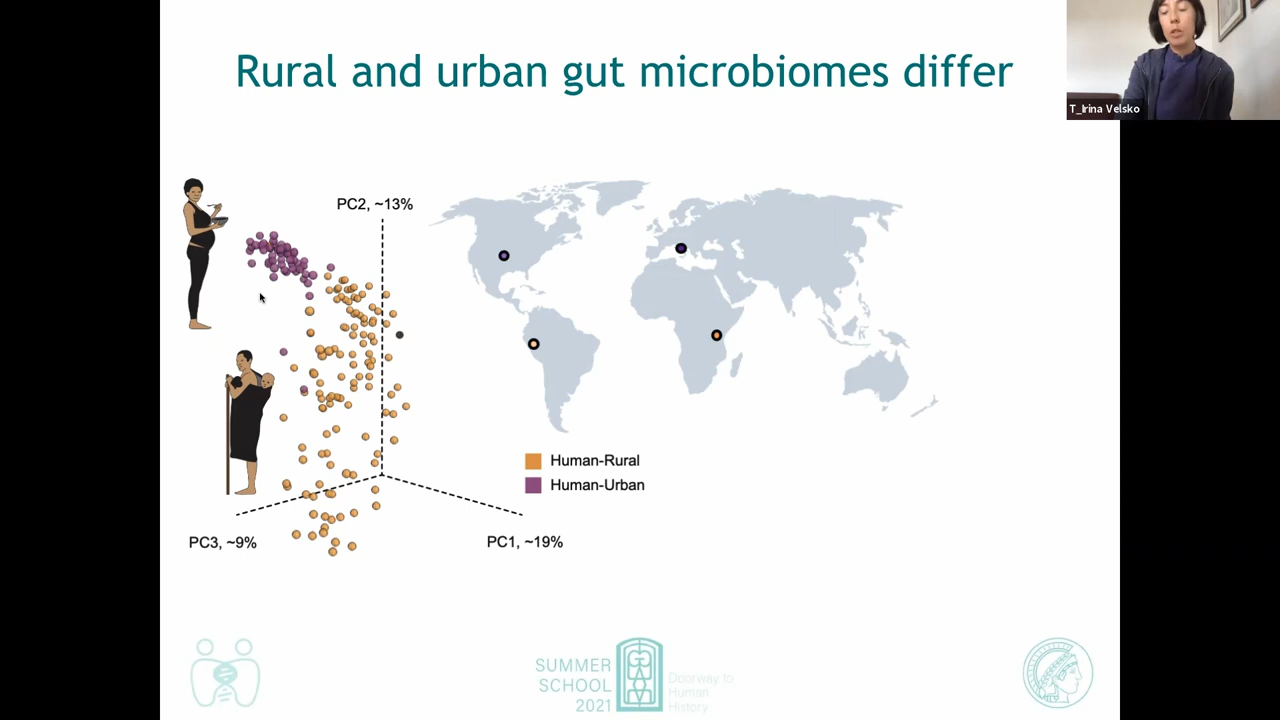 Rural and urban gut microbiomes differ
T_Irina Velsko
PC2, ~13%
Human-Rural
Human-Urban
PC3, ~9%
PC1, ~19%
SUMMER
SCHOOL
2021
Doorway to
Human
History